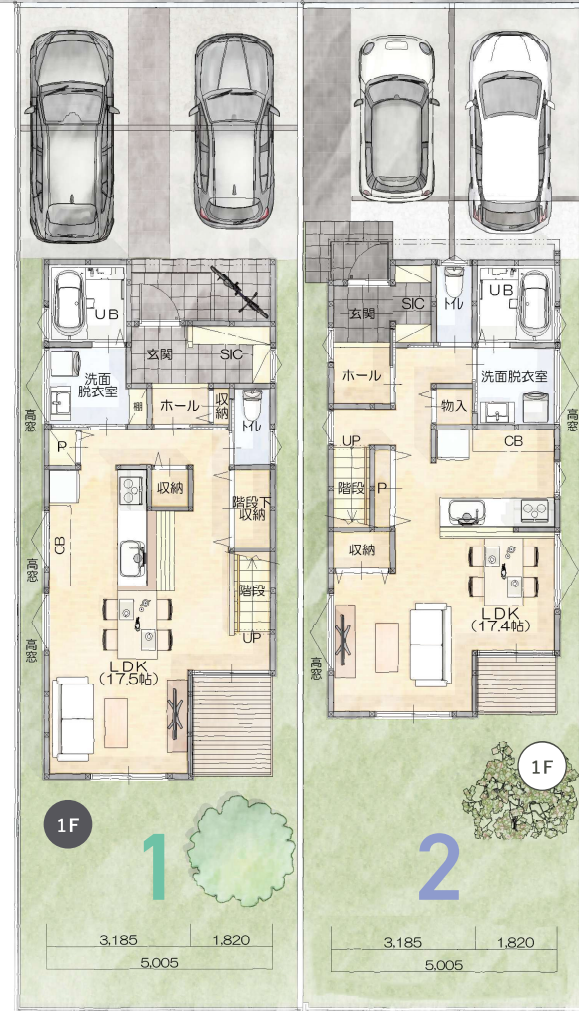 UB
玄関
SIC
洗面
脱衣室
棚
ホール
収納
トイレ
高窓
P
収納
階段下
収納
CB
高窓
階段
UP
高窓
LDK
(17.5帖)
1F
1
3,185
1,820
5,005
玄関
SIC
トイレ
UB
ホール
洗面脱衣室
物入
高窓
UP
CB
階段
P
収納
LDK
(17.4帖)
高窓
1F
2
3,185
1,820
5,005